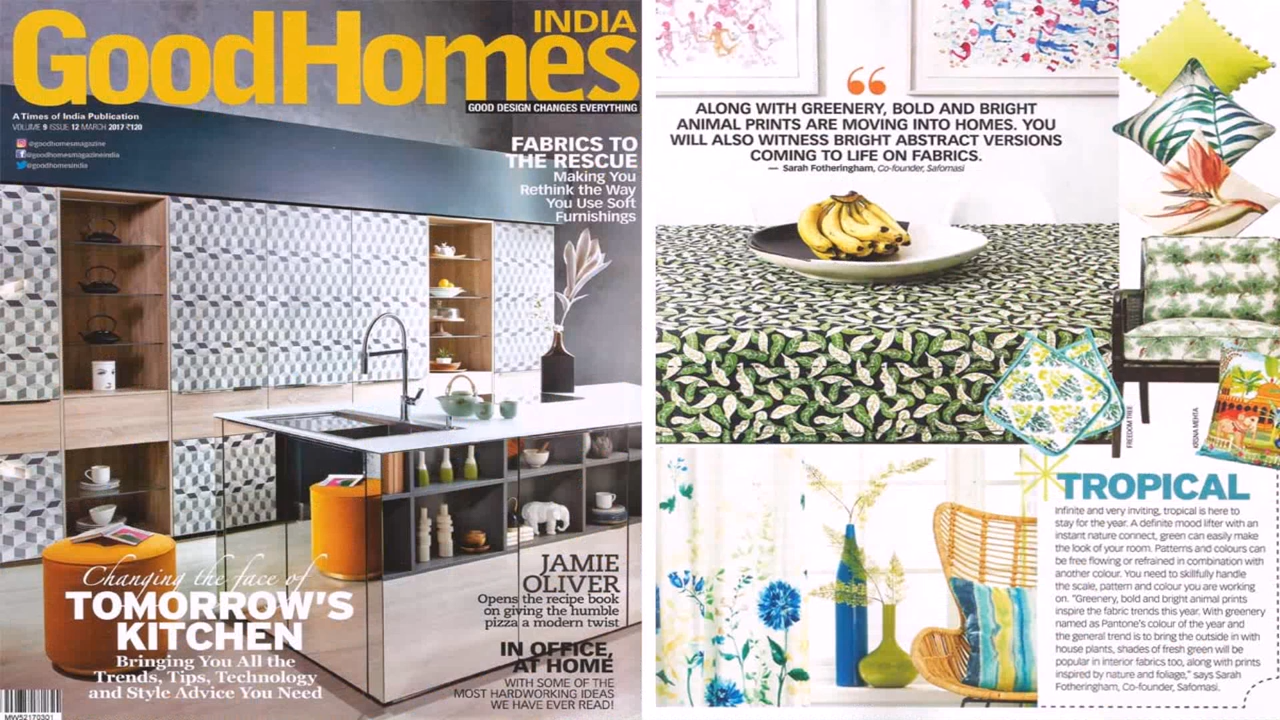 INDIA
GoodHomes
GOOD DESIGN CHANGES EVERYTHING
A Times of India Publication
VOLUME 9 ISSUE 12 MARCH 2017 ₹120
@goodhomesmagazine
@goodhomesmagazineindia
@goodhomesindia
FABRICS TO
THE RESCUE
Making You
Rethink the Way
You Use Soft
Furnishings
Changing the face of
TOMORROW'S
KITCHEN
Bringing You All the
Trends, Tips, Technology
and Style Advice You Need
JAMIE
OLIVER
Opens the recipe book
on giving the humble
pizza a modern twist
IN OFFICE,
AT HOME
WITH SOME OF THE
MOST HARDWORKING IDEAS
WE HAVE EVER READ!
MW52170301
“
ALONG WITH GREENERY, BOLD AND BRIGHT
ANIMAL PRINTS ARE MOVING INTO HOMES. YOU
WILL ALSO WITNESS BRIGHT ABSTRACT VERSIONS
COMING TO LIFE ON FABRICS.
— Sarah Fotheringham, Co-founder, Safomasi
FREEDOM TREE
KRSNA MEHTA
TROPICAL
Infinite and very inviting, tropical is here to
stay for the year. A definite mood lifter with an
instant nature connect, green can easily make
the look of your room. Patterns and colours can
be free flowing or refrained in combination with
another colour. You need to skillfully handle
the scale, pattern and colour you are working
on. "Greenery, bold and bright animal prints
inspire the fabric trends this year. With greenery
named as Pantone's colour of the year and
the general trend is to bring the outside in with
house plants, shades of fresh green will be
popular in interior fabrics too, along with prints
inspired by nature and foliage," says Sarah
Fotheringham, Co-founder, Safomasi.